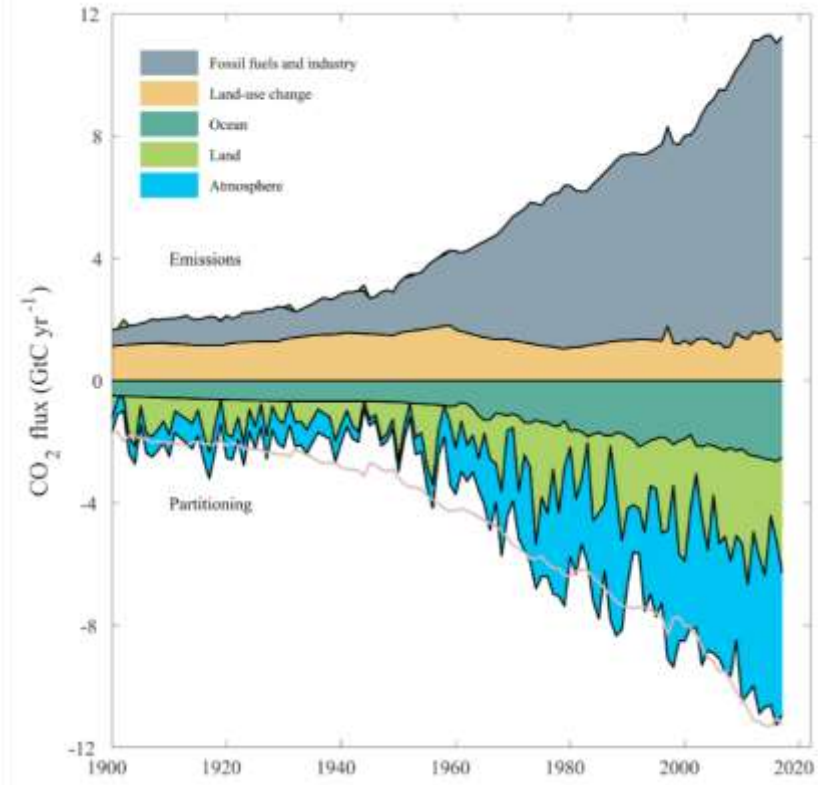 12
8
4
0
-4
-8
-12
CO2 flux (GtC yr-1)
Fossil fuels and industry
Land-use change
Ocean
Land
Atmosphere
Emissions
Partitioning
1900 1920 1940 1960 1980 2000 2020